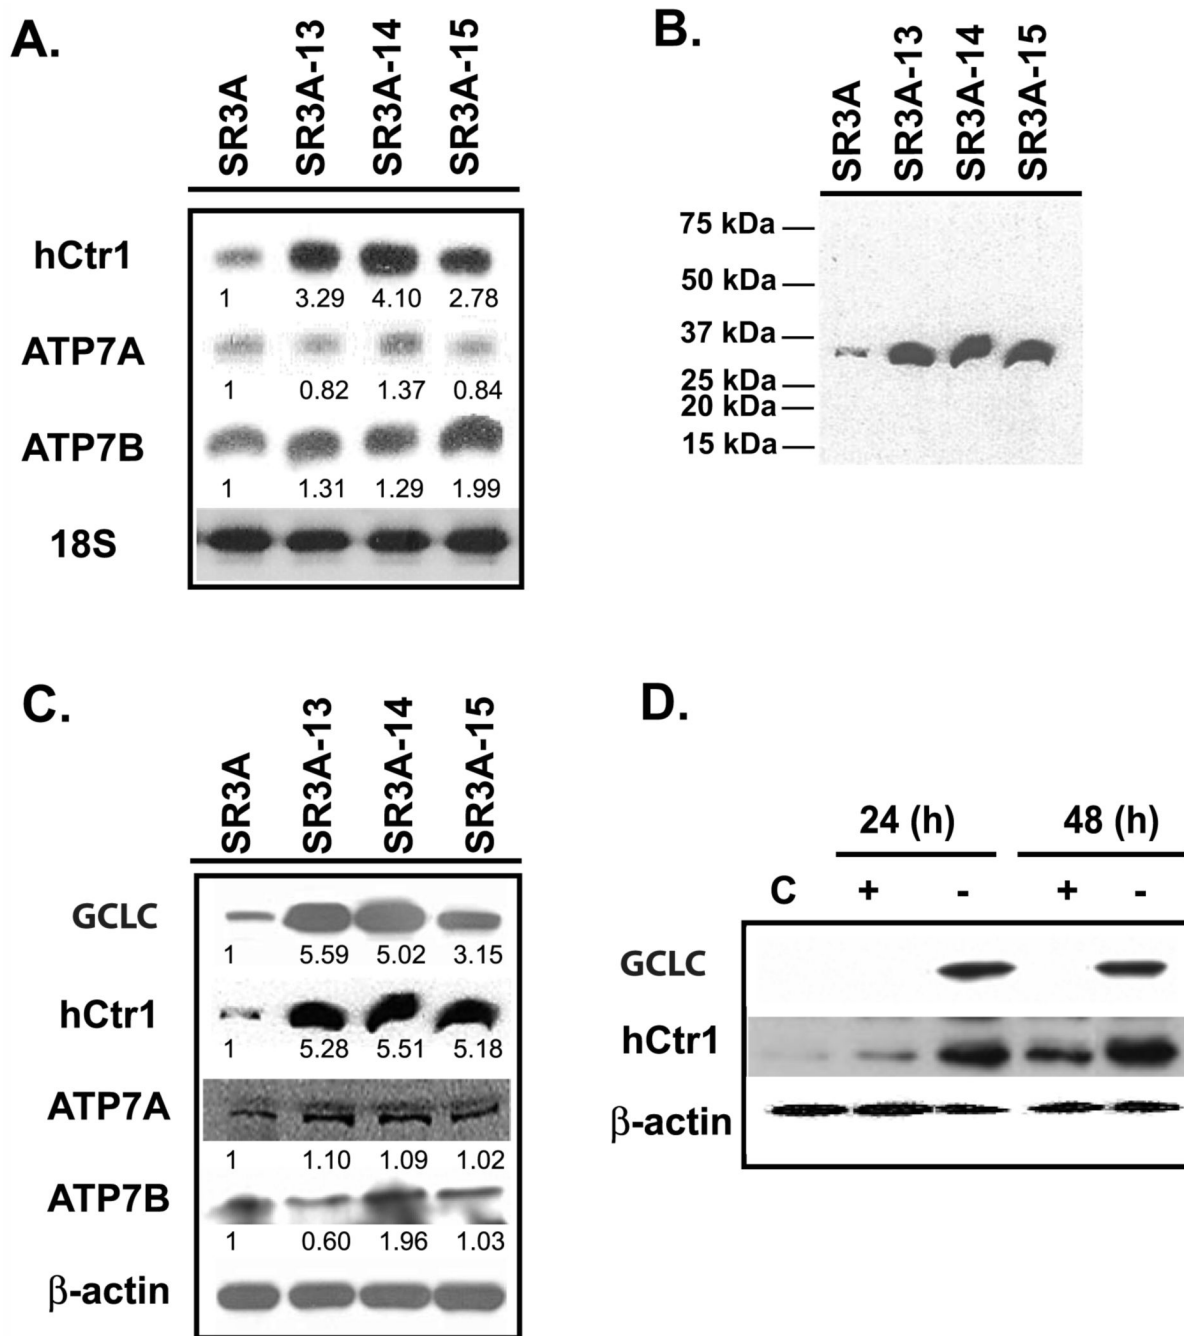 A.
SR3A
SR3A-13
SR3A-14
SR3A-15
hCtr1
1 3.29 4.10 2.78
ATP7A
1 0.82 1.37 0.84
ATP7B
1 1.31 1.29 1.99
18S
B.
SR3A
SR3A-13
SR3A-14
SR3A-15
75 kDa
50 kDa
37 kDa
25 kDa
20 kDa
15 kDa
C.
SR3A
SR3A-13
SR3A-14
SR3A-15
GCLC
1 5.59 5.02 3.15
hCtr1
1 5.28 5.51 5.18
ATP7A
1 1.10 1.09 1.02
ATP7B
1 0.60 1.96 1.03
β-actin
D.
24 (h) 48 (h)
C + - + -
GCLC
hCtr1
β-actin